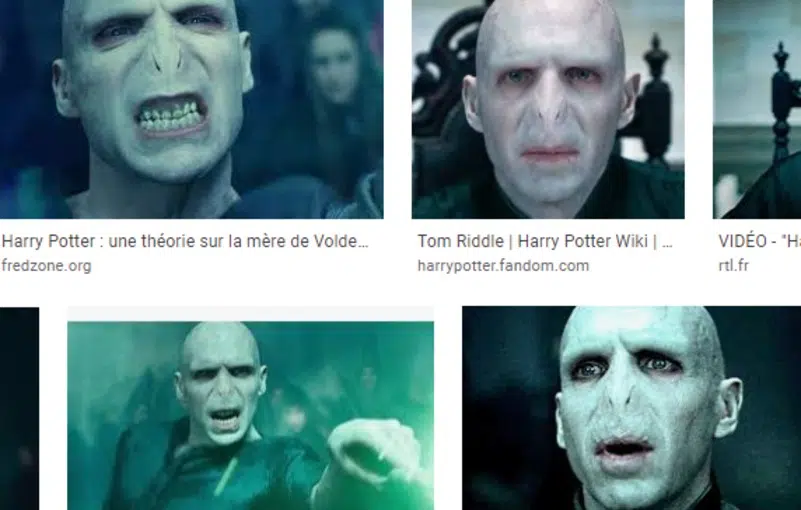 Harry Potter : une théorie sur la mère de Volde...
fredzone.org
Tom Riddle | Harry Potter Wiki | ...
harrypotter.fandom.com
VIDÉO - "Ha
rtl.fr